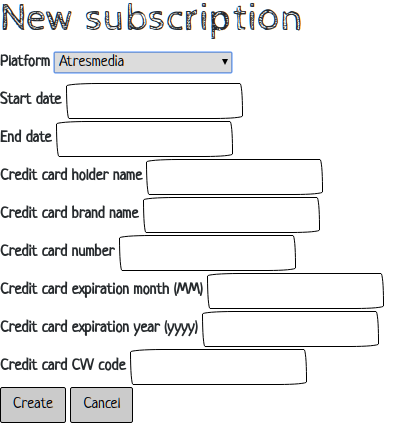 New subscription
Platform Atresmedia
Start date
End date
Credit card holder name
Credit card brand name
Credit card number
Credit card expiration month (MM)
Credit card expiration year (yyyy)
Credit card CVV code
Create Cancel